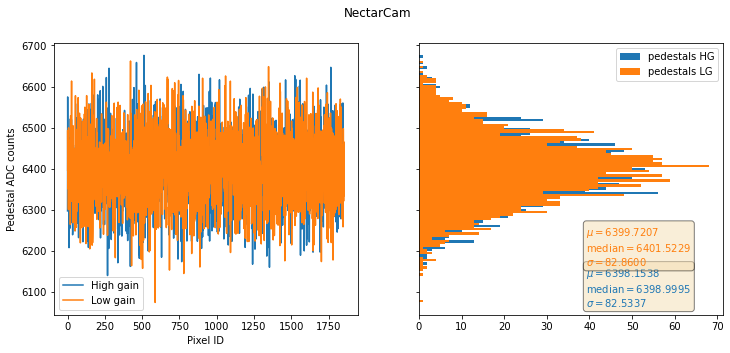 NectarCam
Pedestal ADC counts
6700
6600
6500
6400
6300
6200
6100
High gain
Low gain
0 250 500 750 1000 1250 1500 1750
Pixel ID
pedestals HG
pedestals LG
μ = 6399.7207
median = 6401.5229
σ = 82.8600
μ = 6398.1538
median = 6398.9995
σ = 82.5337
0 10 20 30 40 50 60 70